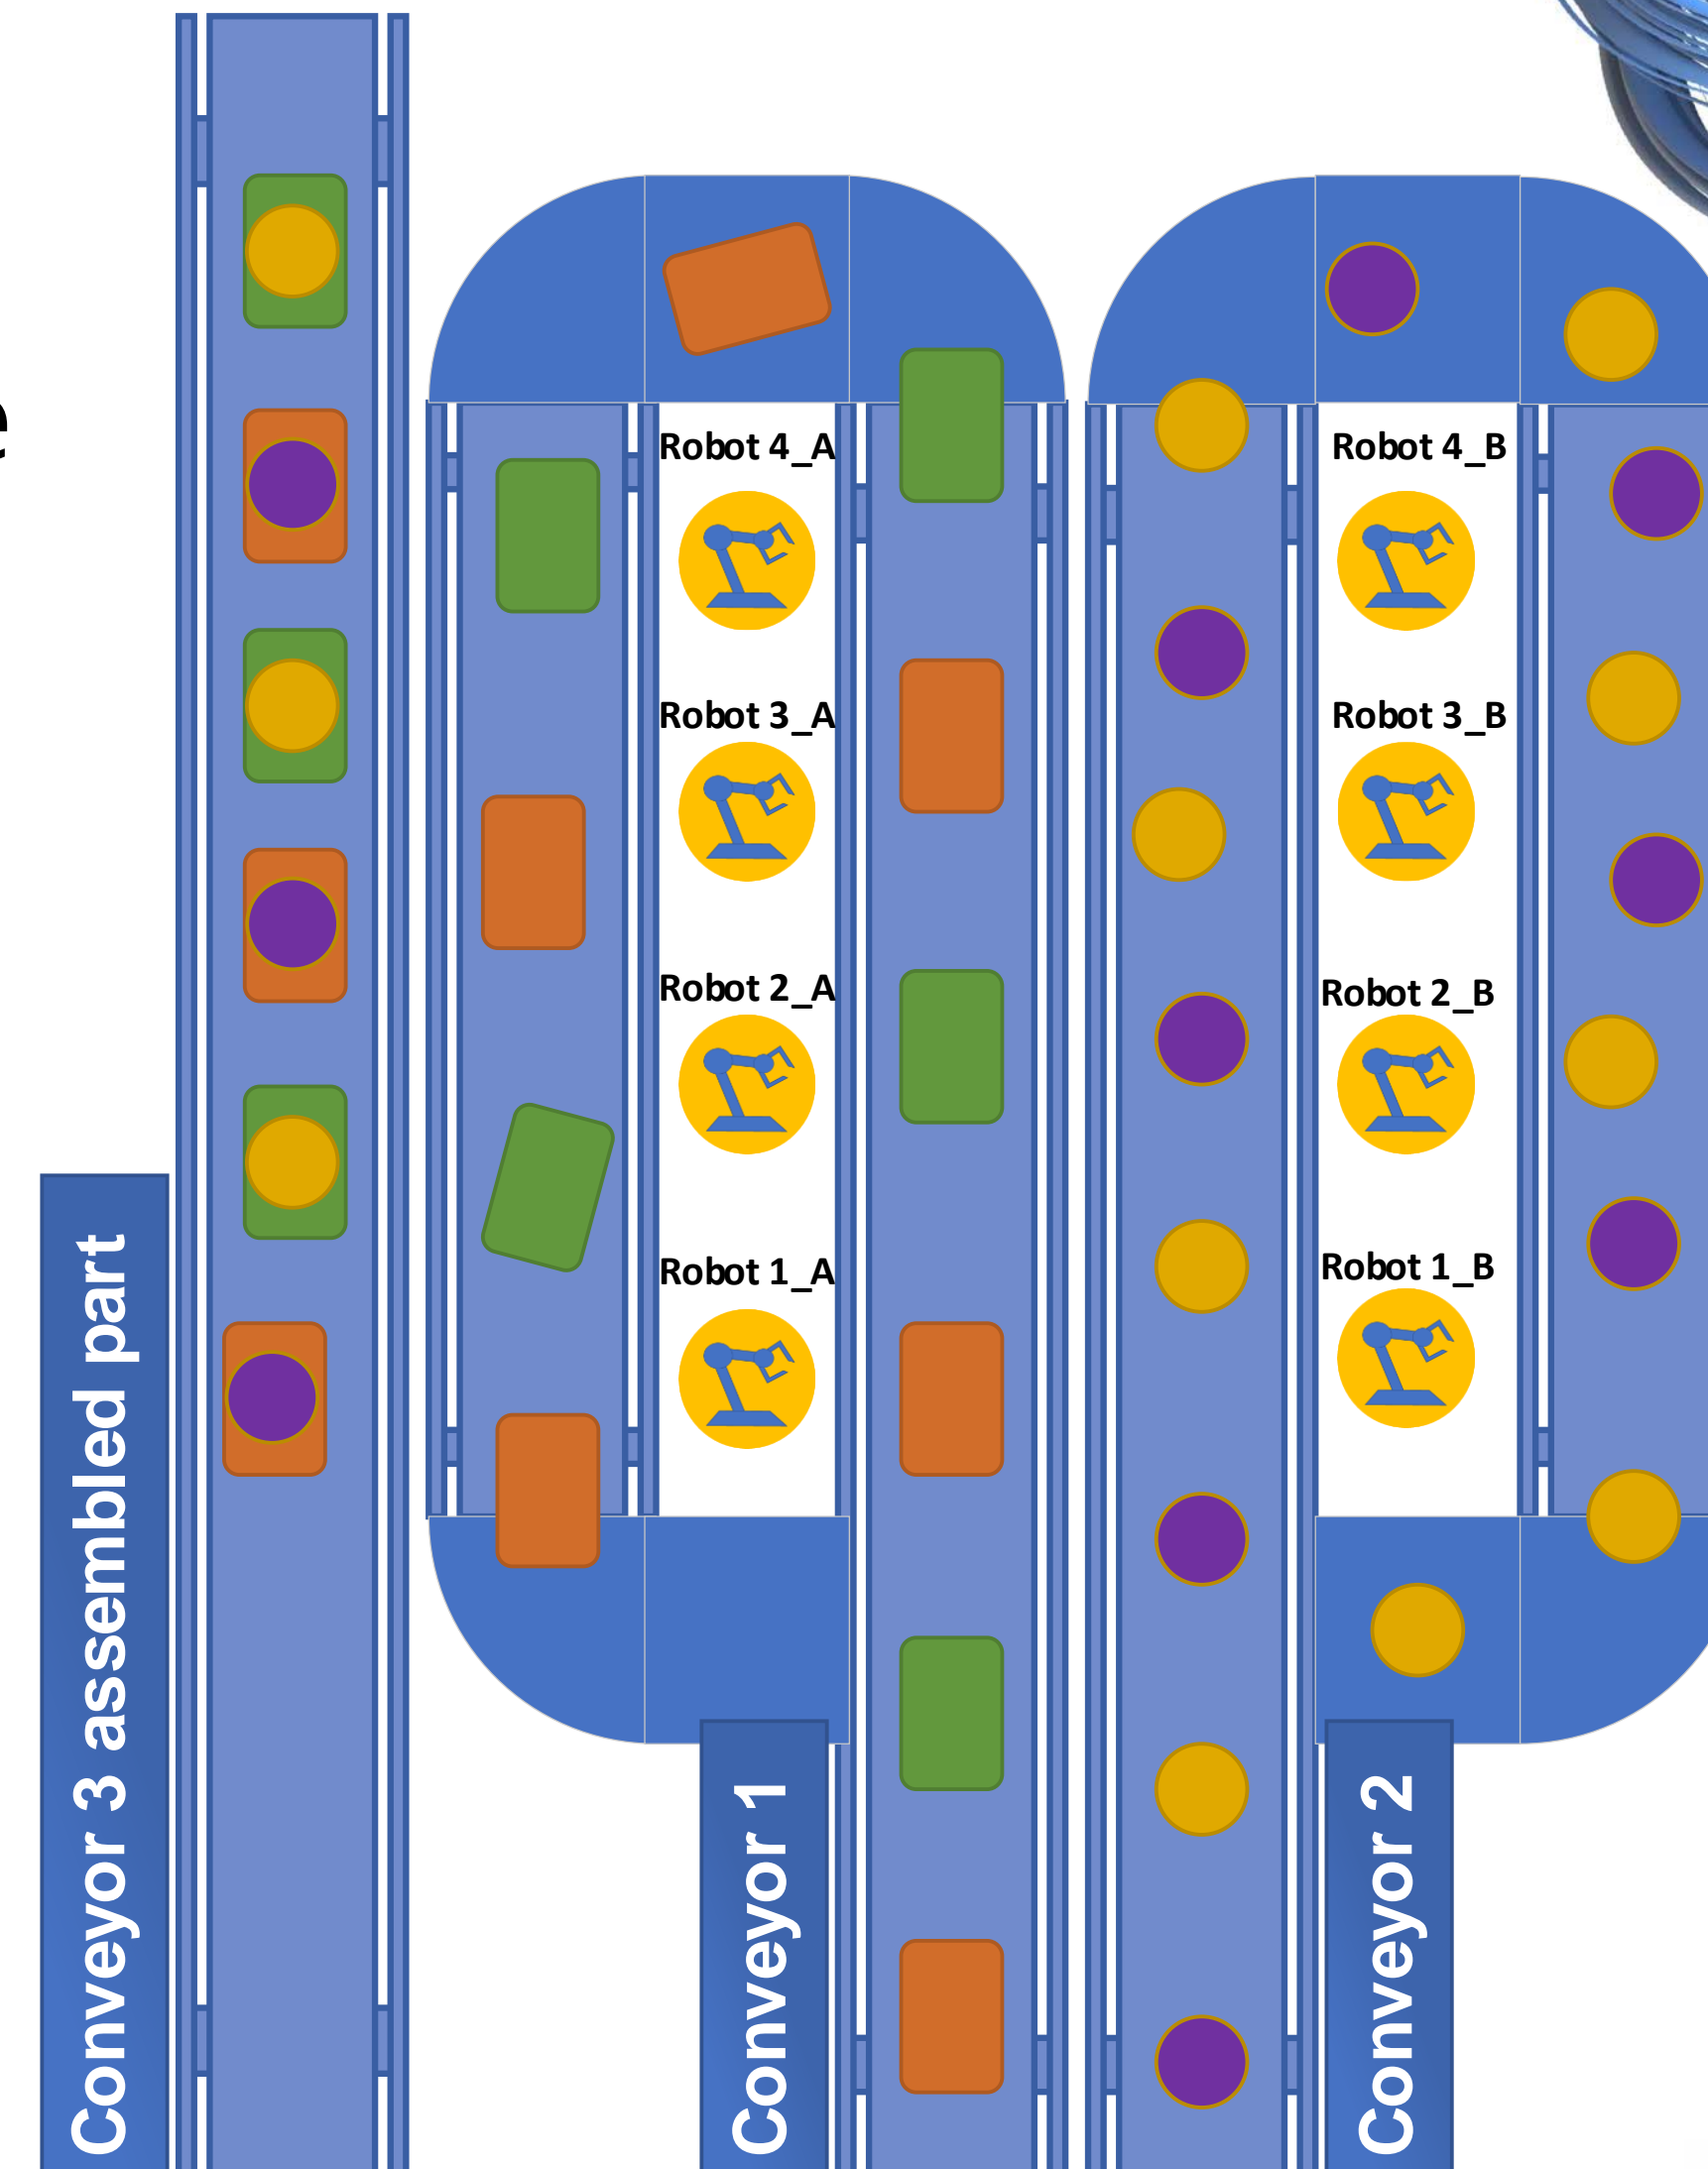 e
Robot 4_A
Robot 4_B
Robot 3_A
Robot 3_B
Robot 2_A
Robot 2_B
Robot 1_A
Robot 1_B
Conveyor 3 assembled part
Conveyor 1
Conveyor 2